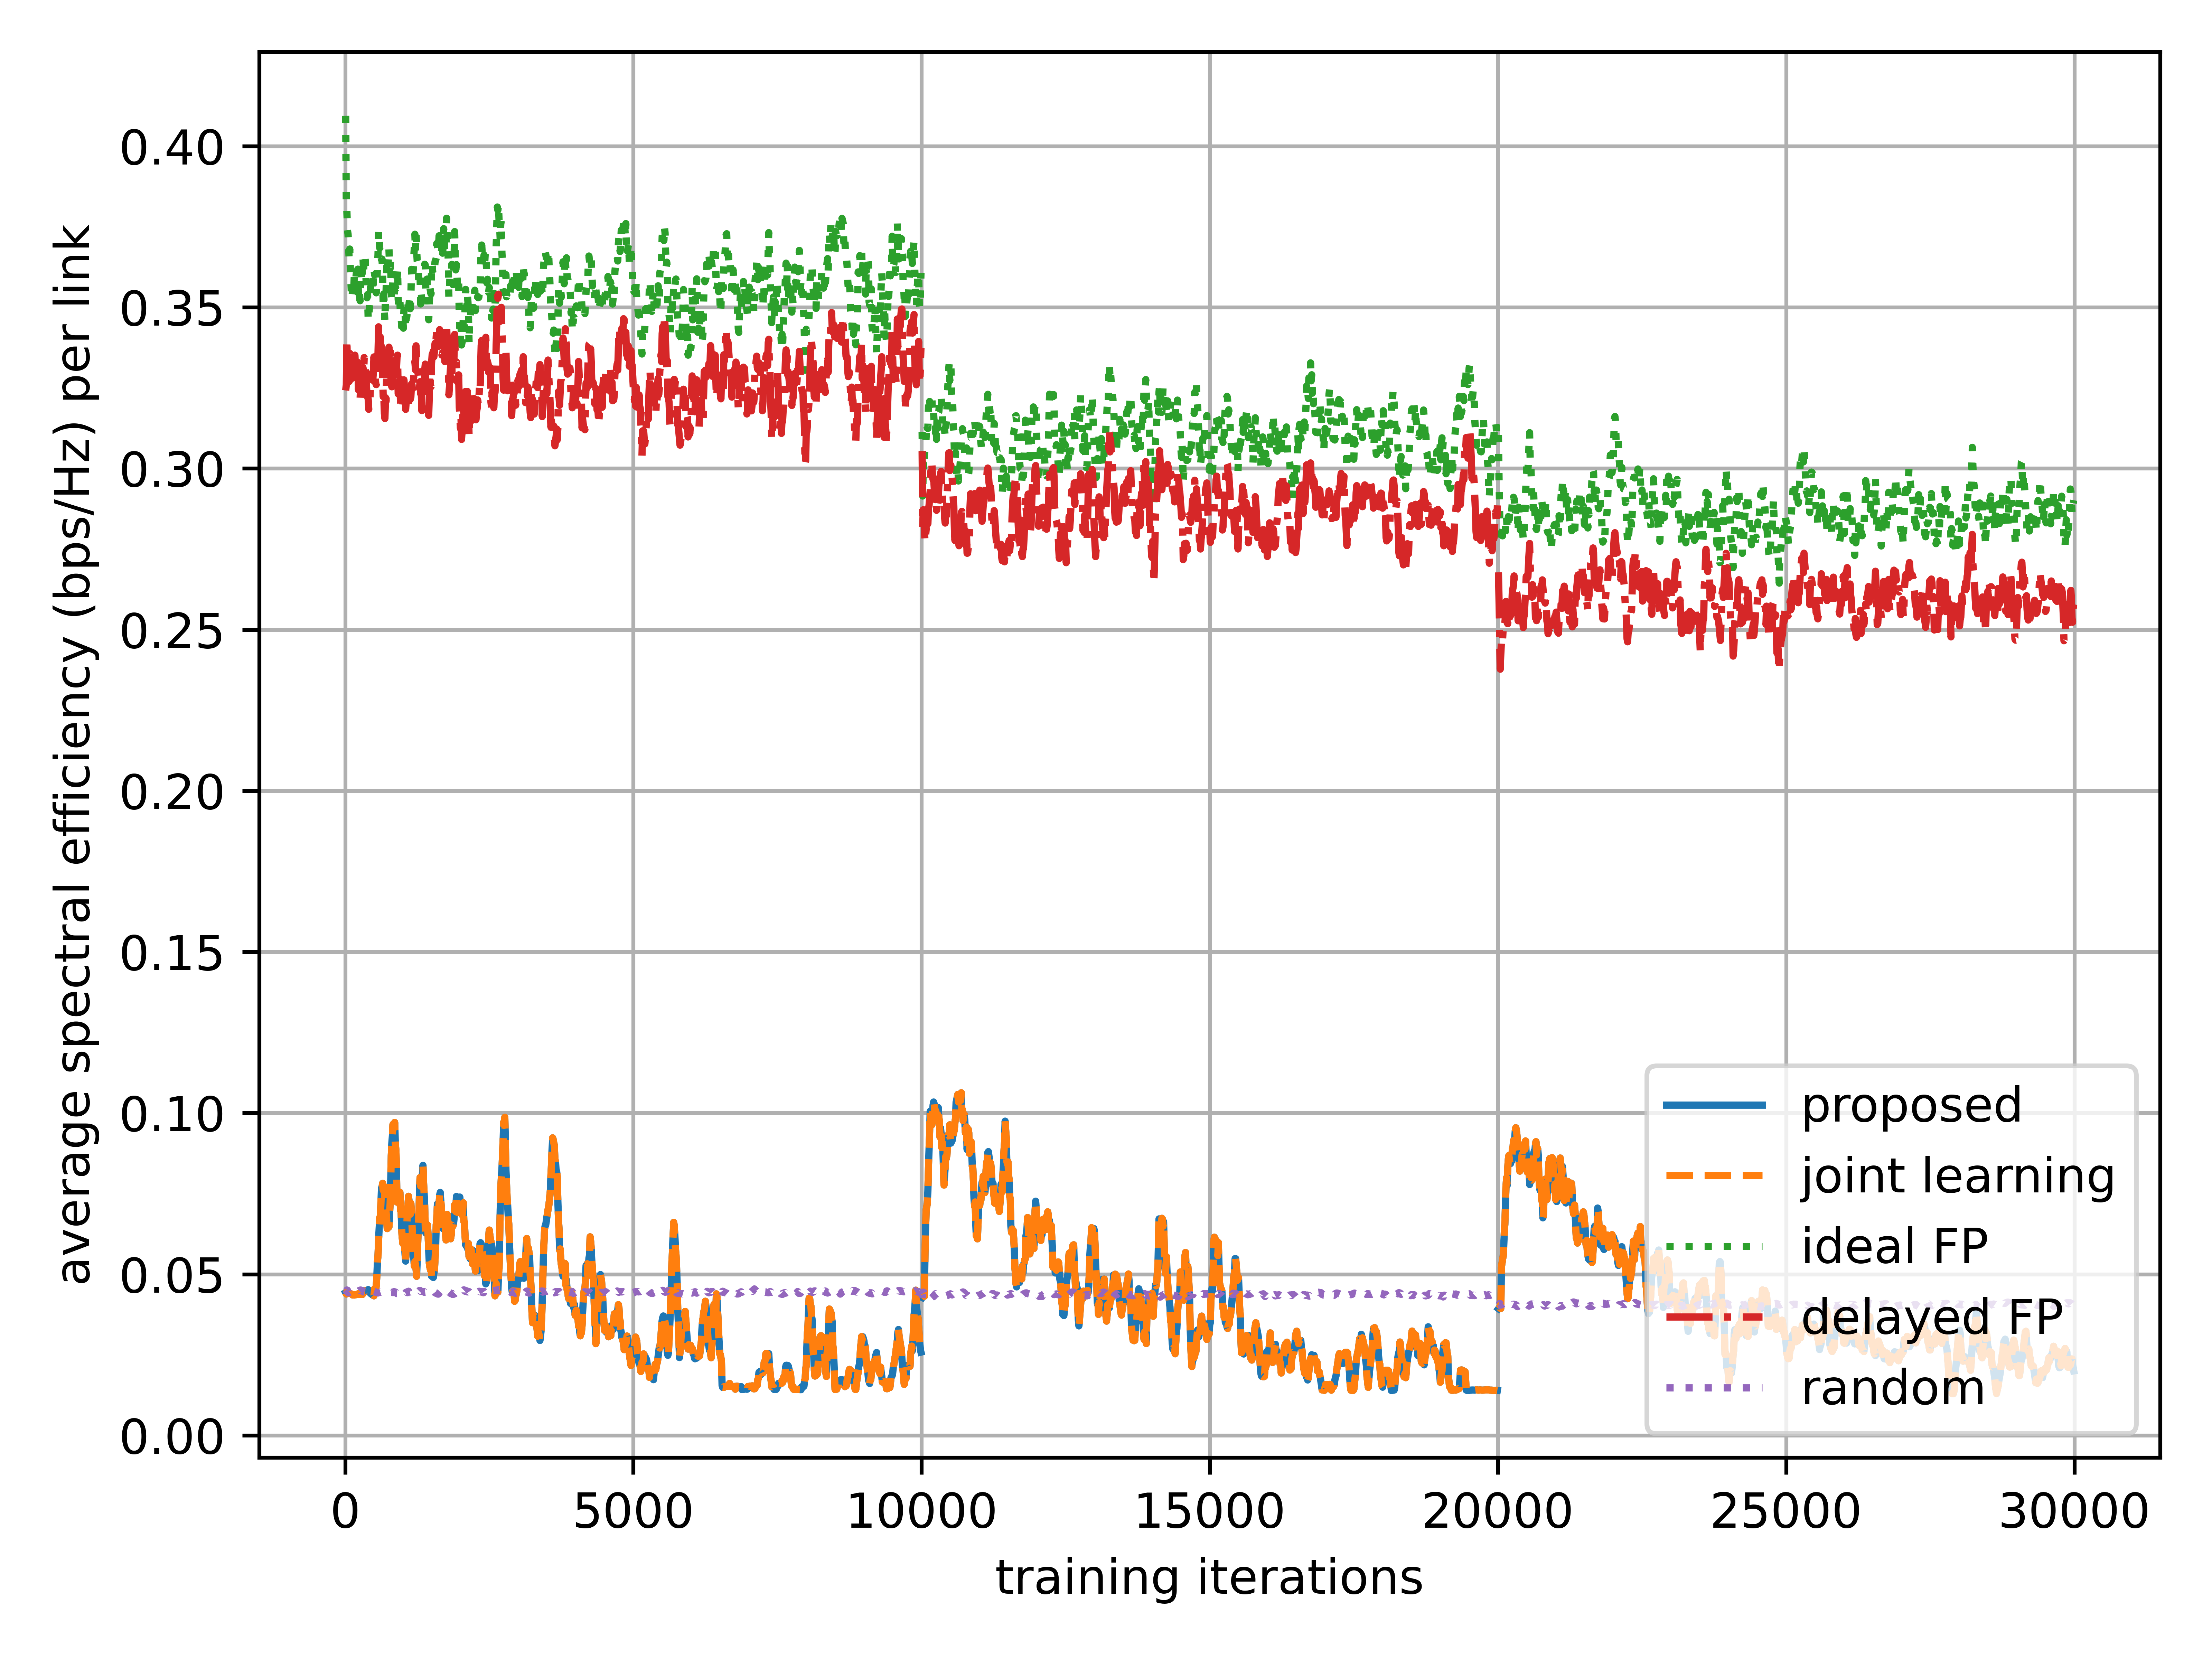 average spectral efficiency (bps/Hz) per link
0.40
0.35
0.30
0.25
0.20
0.15
0.10
0.05
0.00
proposed
joint learning
ideal FP
delayed FP
random
0 5000 10000 15000 20000 25000 30000
training iterations